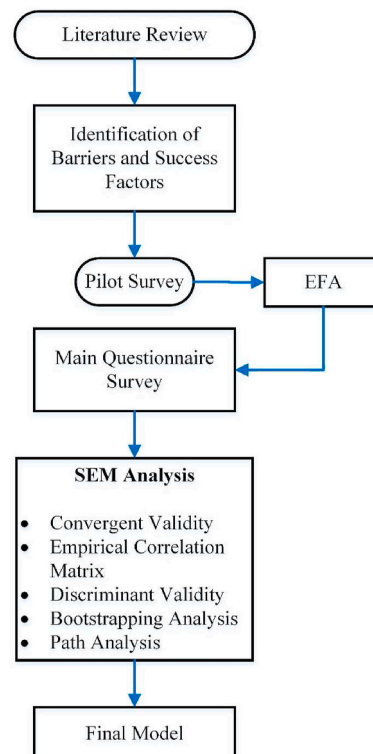 Literature Review
Identification of
Barriers and Success
Factors
Pilot Survey
EFA
Main Questionnaire
Survey
SEM Analysis
• Convergent Validity
• Empirical Correlation
Matrix
• Discriminant Validity
• Bootstrapping Analysis
• Path Analysis
Final Model